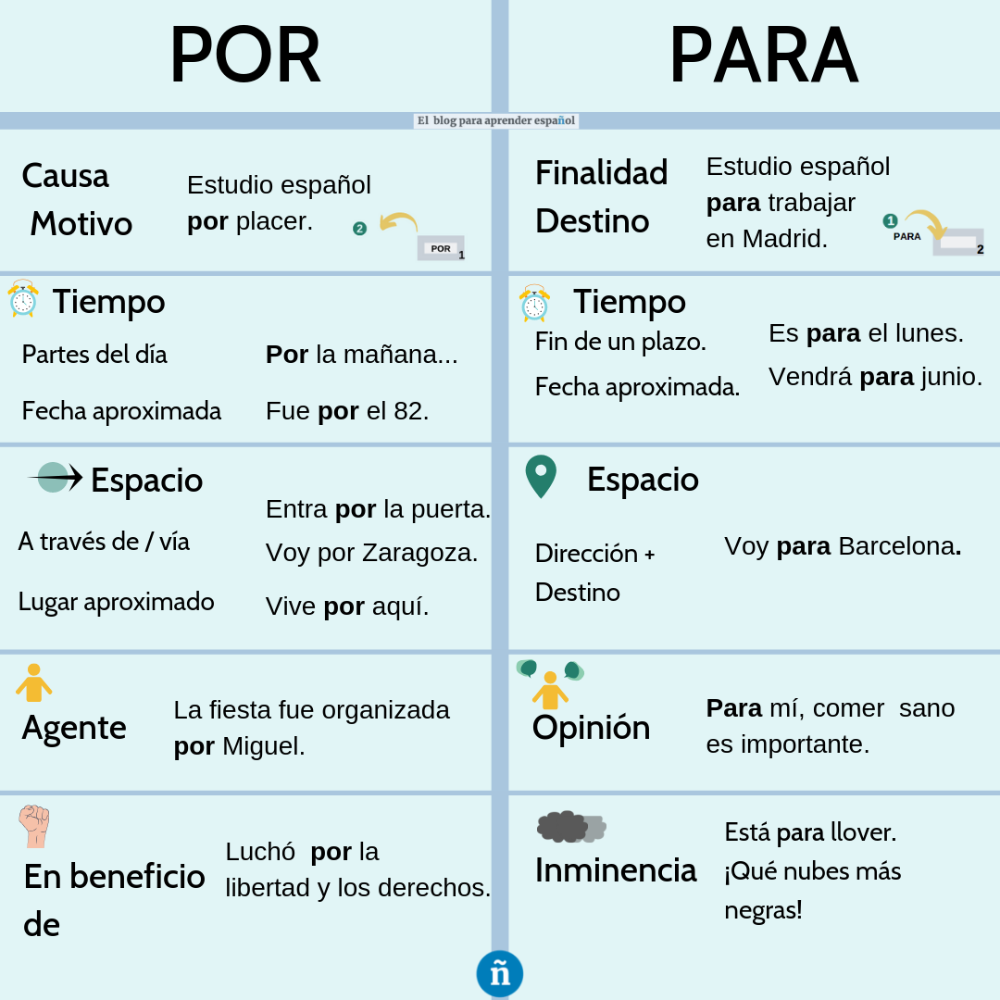 POR
PARA
El blog para aprender español
Causa
Motivo
Estudio español
por placer.
2
POR
1
Finalidad
Destino
Estudio español
para trabajar
en Madrid.
1
PARA
2
Tiempo
Partes del día
Por la mañana...
Fecha aproximada
Fue por el 82.
Tiempo
Fin de un plazo.
Es para el lunes.
Fecha aproximada.
Vendrá para junio.
Espacio
A través de / vía
Entra por la puerta.
Voy por Zaragoza.
Lugar aproximado
Vive por aquí.
Espacio
Dirección +
Destino
Voy para Barcelona.
Agente
La fiesta fue organizada
por Miguel.
Opinión
Para mí, comer  sano
es importante.
En beneficio
de
Luchó  por la
libertad y los derechos.
Inminencia
Está para llover.
¡Qué nubes más
negras!
ñ